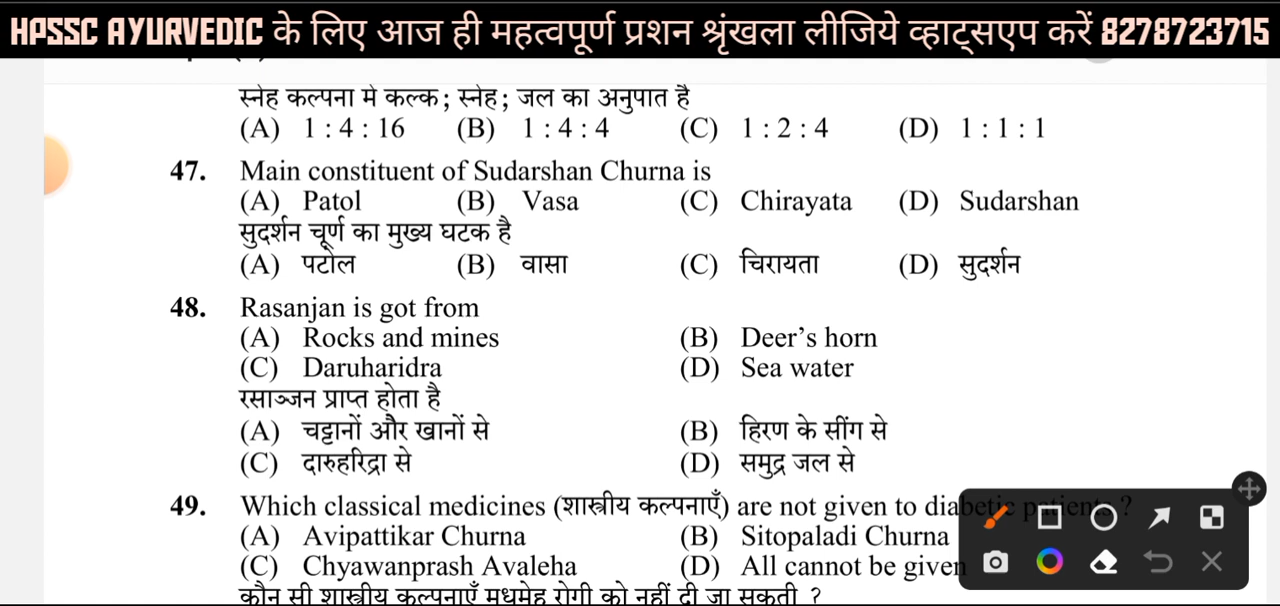 HPSSC AYURVEDIC के लिए आज ही महत्वपूर्ण प्रशन श्रृंखला लीजिये व्हाट्सएप करें 8278723715
स्नेह कल्पना मे कल्क; स्नेह; जल का अनुपात है
(A) 1 : 4 : 16 (B) 1 : 4 : 4 (C) 1 : 2 : 4 (D) 1 : 1 : 1
47. Main constituent of Sudarshan Churna is
(A) Patol (B) Vasa (C) Chirayata (D) Sudarshan
सुदर्शन चूर्ण का मुख्य घटक है
(A) पटोल (B) वासा (C) चिरायता (D) सुदर्शन
48. Rasanjan is got from
(A) Rocks and mines (B) Deer’s horn
(C) Daruharidra (D) Sea water
रसाञ्जन प्राप्त होता है
(A) चट्टानों और खानों से (B) हिरण के सींग से
(C) दारुहरिद्रा से (D) समुद्र जल से
49. Which classical medicines (शास्त्रीय कल्पनाएँ) are not given to diabetic patients ?
(A) Avipattikar Churna (B) Sitopaladi Churna
(C) Chyawanprash Avaleha (D) All cannot be given
कौन सी शास्त्रीय कल्पनाएँ मधुमेह रोगी को नहीं दी जा सकती ?